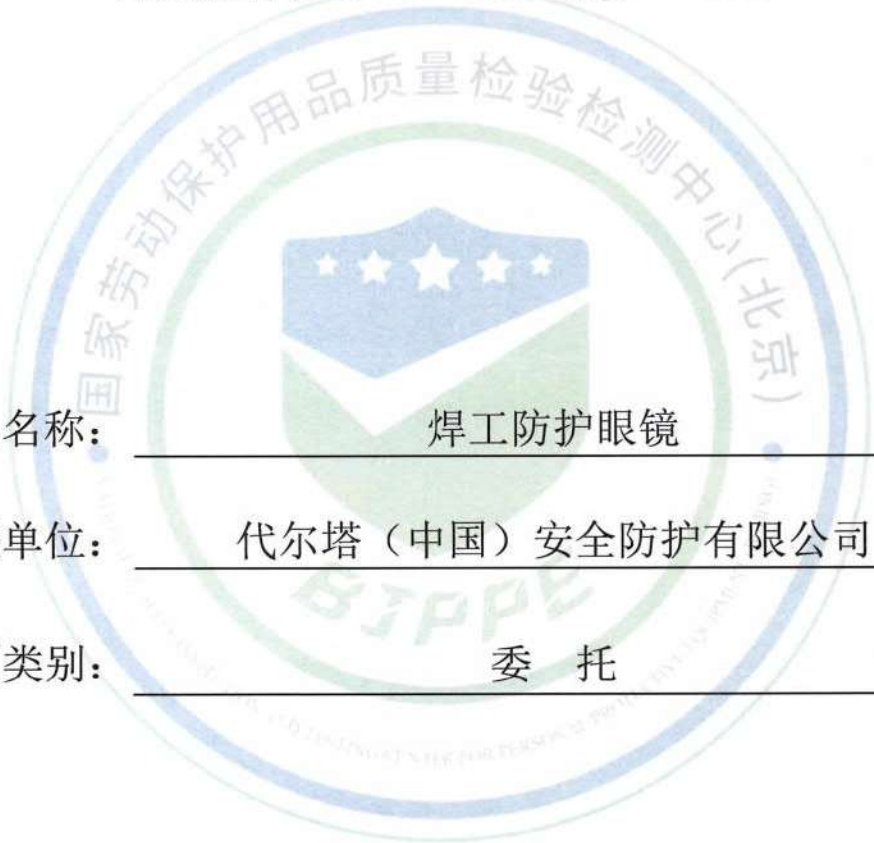 国家劳动保护用品质量检验检测中心(北京)
名称： 焊工防护眼镜
单位： 代尔塔（中国）安全防护有限公司
BJPPE
类别： 委 托